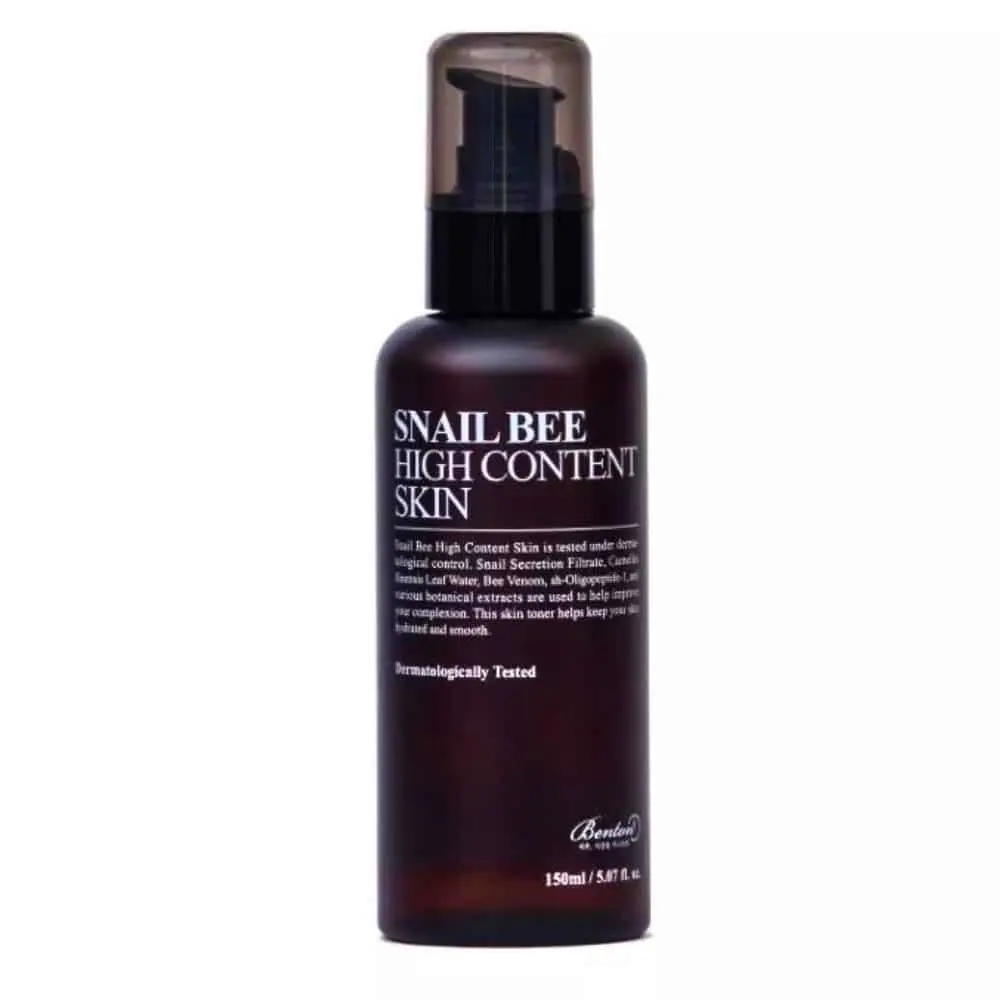 SNAIL BEE
HIGH CONTENT
SKIN
Snail Bee High Content Skin is tested under derma-
tological control. Snail Secretion Filtrate, Camellia
Sinensis Leaf Water, Bee Venom, sh-Oligopeptide-1, and
various botanical extracts are used to help improve
your complexion. This skin toner helps keep your skin
hydrated and smooth.
Dermatologically Tested
Benton
150ml / 5.07 fl. oz.